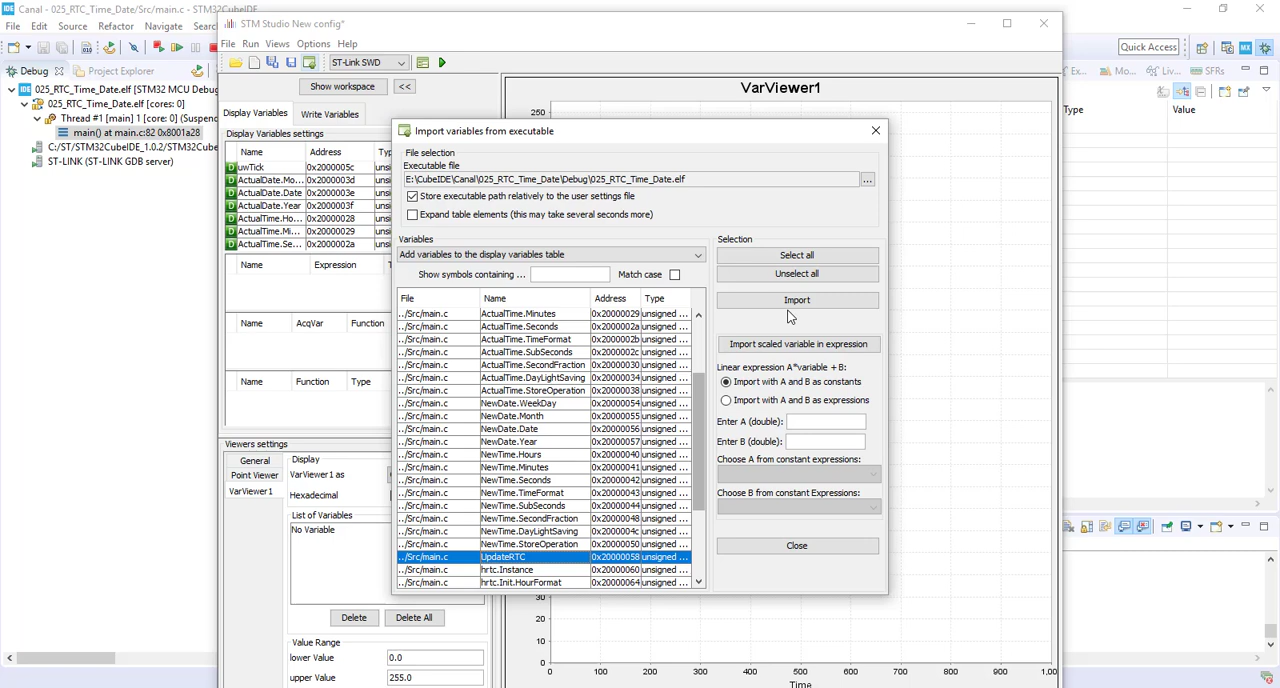 IDE Canal - 025_RTC_Time_Date/Src/main.c - STM32CubeIDE
File Edit Source Refactor Navigate Search
Quick Access
MX
Debug Project Explorer
IDE 025_RTC_Time_Date.elf [STM32 MCU Debug
025_RTC_Time_Date.elf [cores: 0]
Thread #1 [main] 1 [core: 0] (Suspend
main() at main.c:82 0x8001a28
C:/ST/STM32CubeIDE_1.0.2/STM32Cube
ST-LINK (ST-LINK GDB server)
Ex... Mo... Liv... SFRs
Type Value
STM Studio New config*
File Run Views Options Help
ST-Link SWD
Show workspace <<
Display Variables Write Variables
Display Variables settings
Name Address Typ
D uwTick 0x2000005c unsi
D ActualDate.Mo... 0x2000003d unsi
D ActualDate.Date 0x2000003e unsi
D ActualDate.Year 0x2000003f unsi
D ActualTime.Ho... 0x20000028 unsi
D ActualTime.Mi... 0x20000029 unsi
D ActualTime.Se... 0x2000002a unsi
Name Expression
Name AcqVar Function
Name Function Type
Viewers settings
General
Point Viewer
VarViewer1
Display
VarViewer1 as
Hexadecimal
List of Variables
No Variable
Delete Delete All
Value Range
lower Value 0.0
upper Value 255.0
VarViewer1
250
30
20
10
0
0 100 200 300 400 500 600 700 800 900 1,00
Time
Import variables from executable
File selection
Executable file
E:\CubeIDE\Canal\025_RTC_Time_Date\Debug\025_RTC_Time_Date.elf ...
Store executable path relatively to the user settings file
Expand table elements (this may take several seconds more)
Variables
Add variables to the display variables table
Show symbols containing ... Match case
File Name Address Type
../Src/main.c ActualTime.Minutes 0x20000029 unsigned ...
../Src/main.c ActualTime.Seconds 0x2000002a unsigned ...
../Src/main.c ActualTime.TimeFormat 0x2000002b unsigned ...
../Src/main.c ActualTime.SubSeconds 0x2000002c unsigned ...
../Src/main.c ActualTime.SecondFraction 0x20000030 unsigned ...
../Src/main.c ActualTime.DayLightSaving 0x20000034 unsigned ...
../Src/main.c ActualTime.StoreOperation 0x20000038 unsigned ...
../Src/main.c NewDate.WeekDay 0x20000054 unsigned ...
../Src/main.c NewDate.Month 0x20000055 unsigned ...
../Src/main.c NewDate.Date 0x20000056 unsigned ...
../Src/main.c NewDate.Year 0x20000057 unsigned ...
../Src/main.c NewTime.Hours 0x20000040 unsigned ...
../Src/main.c NewTime.Minutes 0x20000041 unsigned ...
../Src/main.c NewTime.Seconds 0x20000042 unsigned ...
../Src/main.c NewTime.TimeFormat 0x20000043 unsigned ...
../Src/main.c NewTime.SubSeconds 0x20000044 unsigned ...
../Src/main.c NewTime.SecondFraction 0x20000048 unsigned ...
../Src/main.c NewTime.DayLightSaving 0x2000004c unsigned ...
../Src/main.c NewTime.StoreOperation 0x20000050 unsigned ...
../Src/main.c UpdateRTC 0x20000058 unsigned ...
../Src/main.c hrtc.Instance 0x20000060 unsigned ...
../Src/main.c hrtc.Init.HourFormat 0x20000064 unsigned ...
Selection
Select all
Unselect all
Import
Import scaled variable in expression
Linear expression A*variable +B:
Import with A and B as constants
Import with A and B as expressions
Enter A (double):
Enter B (double):
Choose A from constant expressions:
Choose B from constant Expressions:
Close